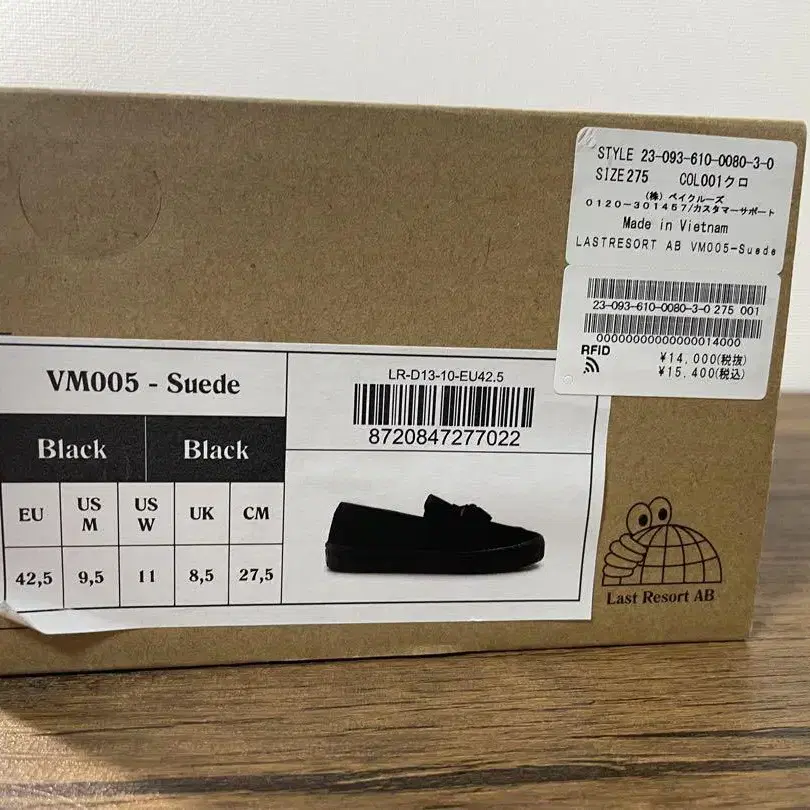 STYLE 23-093-610-0080-3-0
SIZE275 COL001クロ
(株) ベイクルーズ
0120-301457/カスタマーサポート
Made in Vietnam
LASTRESORT AB VM005-Suede
23-093-610-0080-3-0 275 001
00000000000000014000
RFID
¥14,000(税抜)
¥15,400(税込)
VM005 - Suede
Black Black
EU US M US W UK CM
42,5 9,5 11 8,5 27,5
LR-D13-10-EU42.5
8720847277022
Last Resort AB